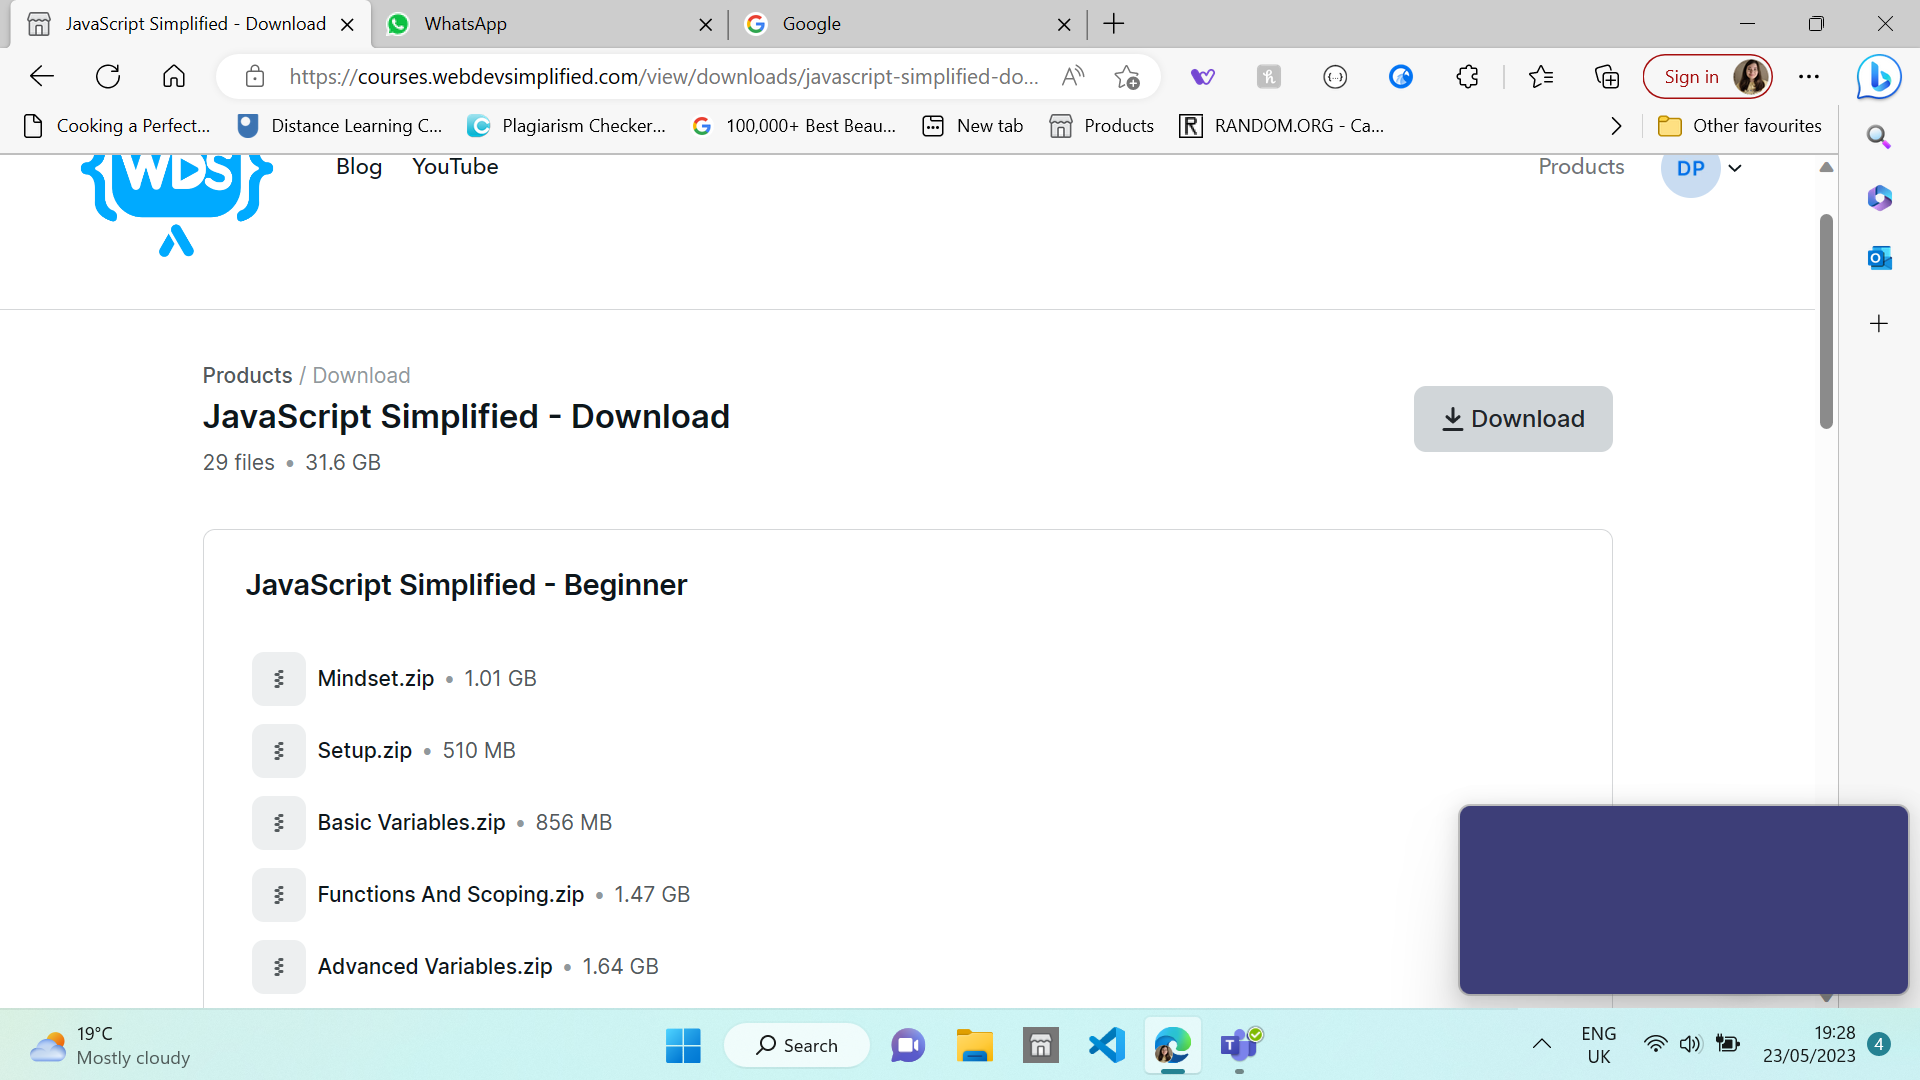 JavaScript Simplified - Download
WhatsApp
Google
https://courses.webdevsimplified.com/view/downloads/javascript-simplified-do...
Sign in
Cooking a Perfect...
Distance Learning C...
Plagiarism Checker...
100,000+ Best Beau...
New tab
Products
RANDOM.ORG - Ca...
Other favourites
WDS
Blog
YouTube
Products
DP
Products / Download
JavaScript Simplified - Download
29 files • 31.6 GB
Download
JavaScript Simplified - Beginner
Mindset.zip • 1.01 GB
Setup.zip • 510 MB
Basic Variables.zip • 856 MB
Functions And Scoping.zip • 1.47 GB
Advanced Variables.zip • 1.64 GB
19°C
Mostly cloudy
Search
ENG
UK
19:28
23/05/2023
4